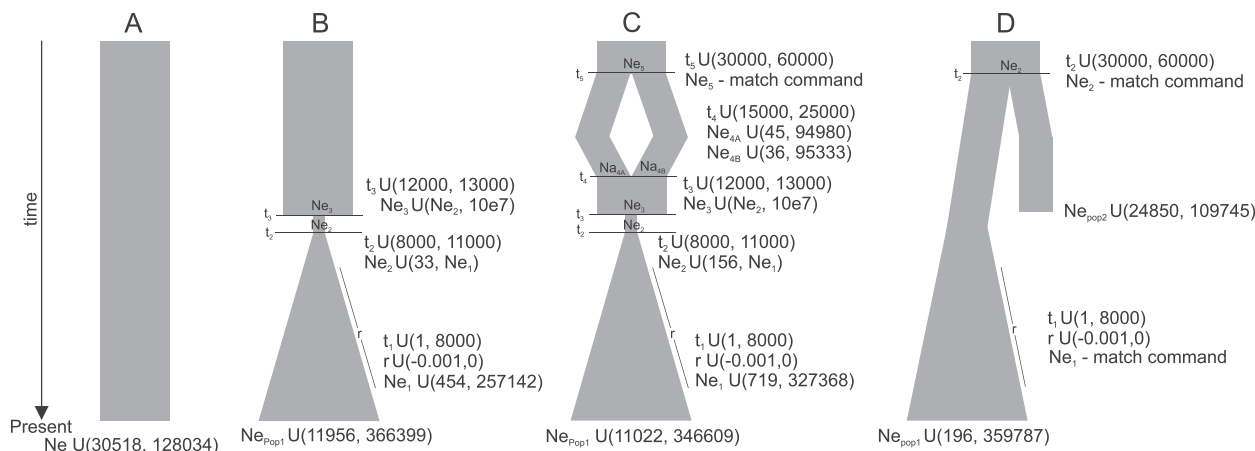 A
B
C
D
time
Present
Ne U(30518, 128034)
t₃ U(12000, 13000)
Ne₃ U(Ne₂, 10e7)
t₃
Ne₃
t₂
Ne₂
t₂ U(8000, 11000)
Ne₂ U(33, Ne₁)
r
t₁ U(1, 8000)
r U(-0.001,0)
Ne₁ U(454, 257142)
Ne_Pop1 U(11956, 366399)
t₅
Ne₅
t₅ U(30000, 60000)
Ne₅ - match command
t₄ U(15000, 25000)
Ne₄A U(45, 94980)
Ne₄B U(36, 95333)
t₄
Na₄A
Na₄B
t₃ U(12000, 13000)
Ne₃ U(Ne₂, 10e7)
t₃
Ne₃
t₂
Ne₂
t₂ U(8000, 11000)
Ne₂ U(156, Ne₁)
r
t₁ U(1, 8000)
r U(-0.001,0)
Ne₁ U(719, 327368)
Ne_Pop1 U(11022, 346609)
t₂
Ne₂
t₂ U(30000, 60000)
Ne₂ - match command
Ne_pop2 U(24850, 109745)
r
t₁ U(1, 8000)
r U(-0.001,0)
Ne₁ - match command
Ne_pop1 U(196, 359787)